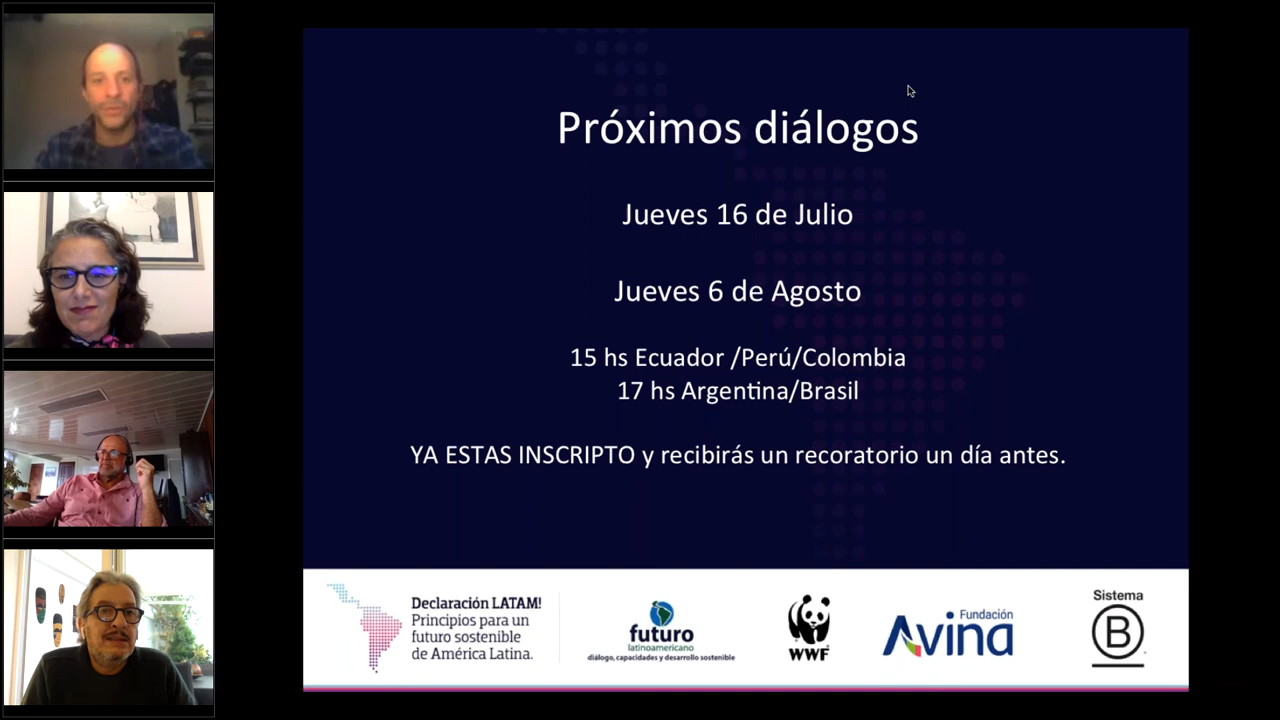 Próximos diálogos
Jueves 16 de Julio
Jueves 6 de Agosto
15 hs Ecuador /Perú/Colombia
17 hs Argentina/Brasil
YA ESTAS INSCRIPTO y recibirás un recoratorio un día antes.
Declaración LATAM!
Principios para un
futuro sostenible
de América Latina.
futuro
latinoamericano
diálogo, capacidades y desarrollo sostenible
WWF
Fundación
Avina
Sistema
B